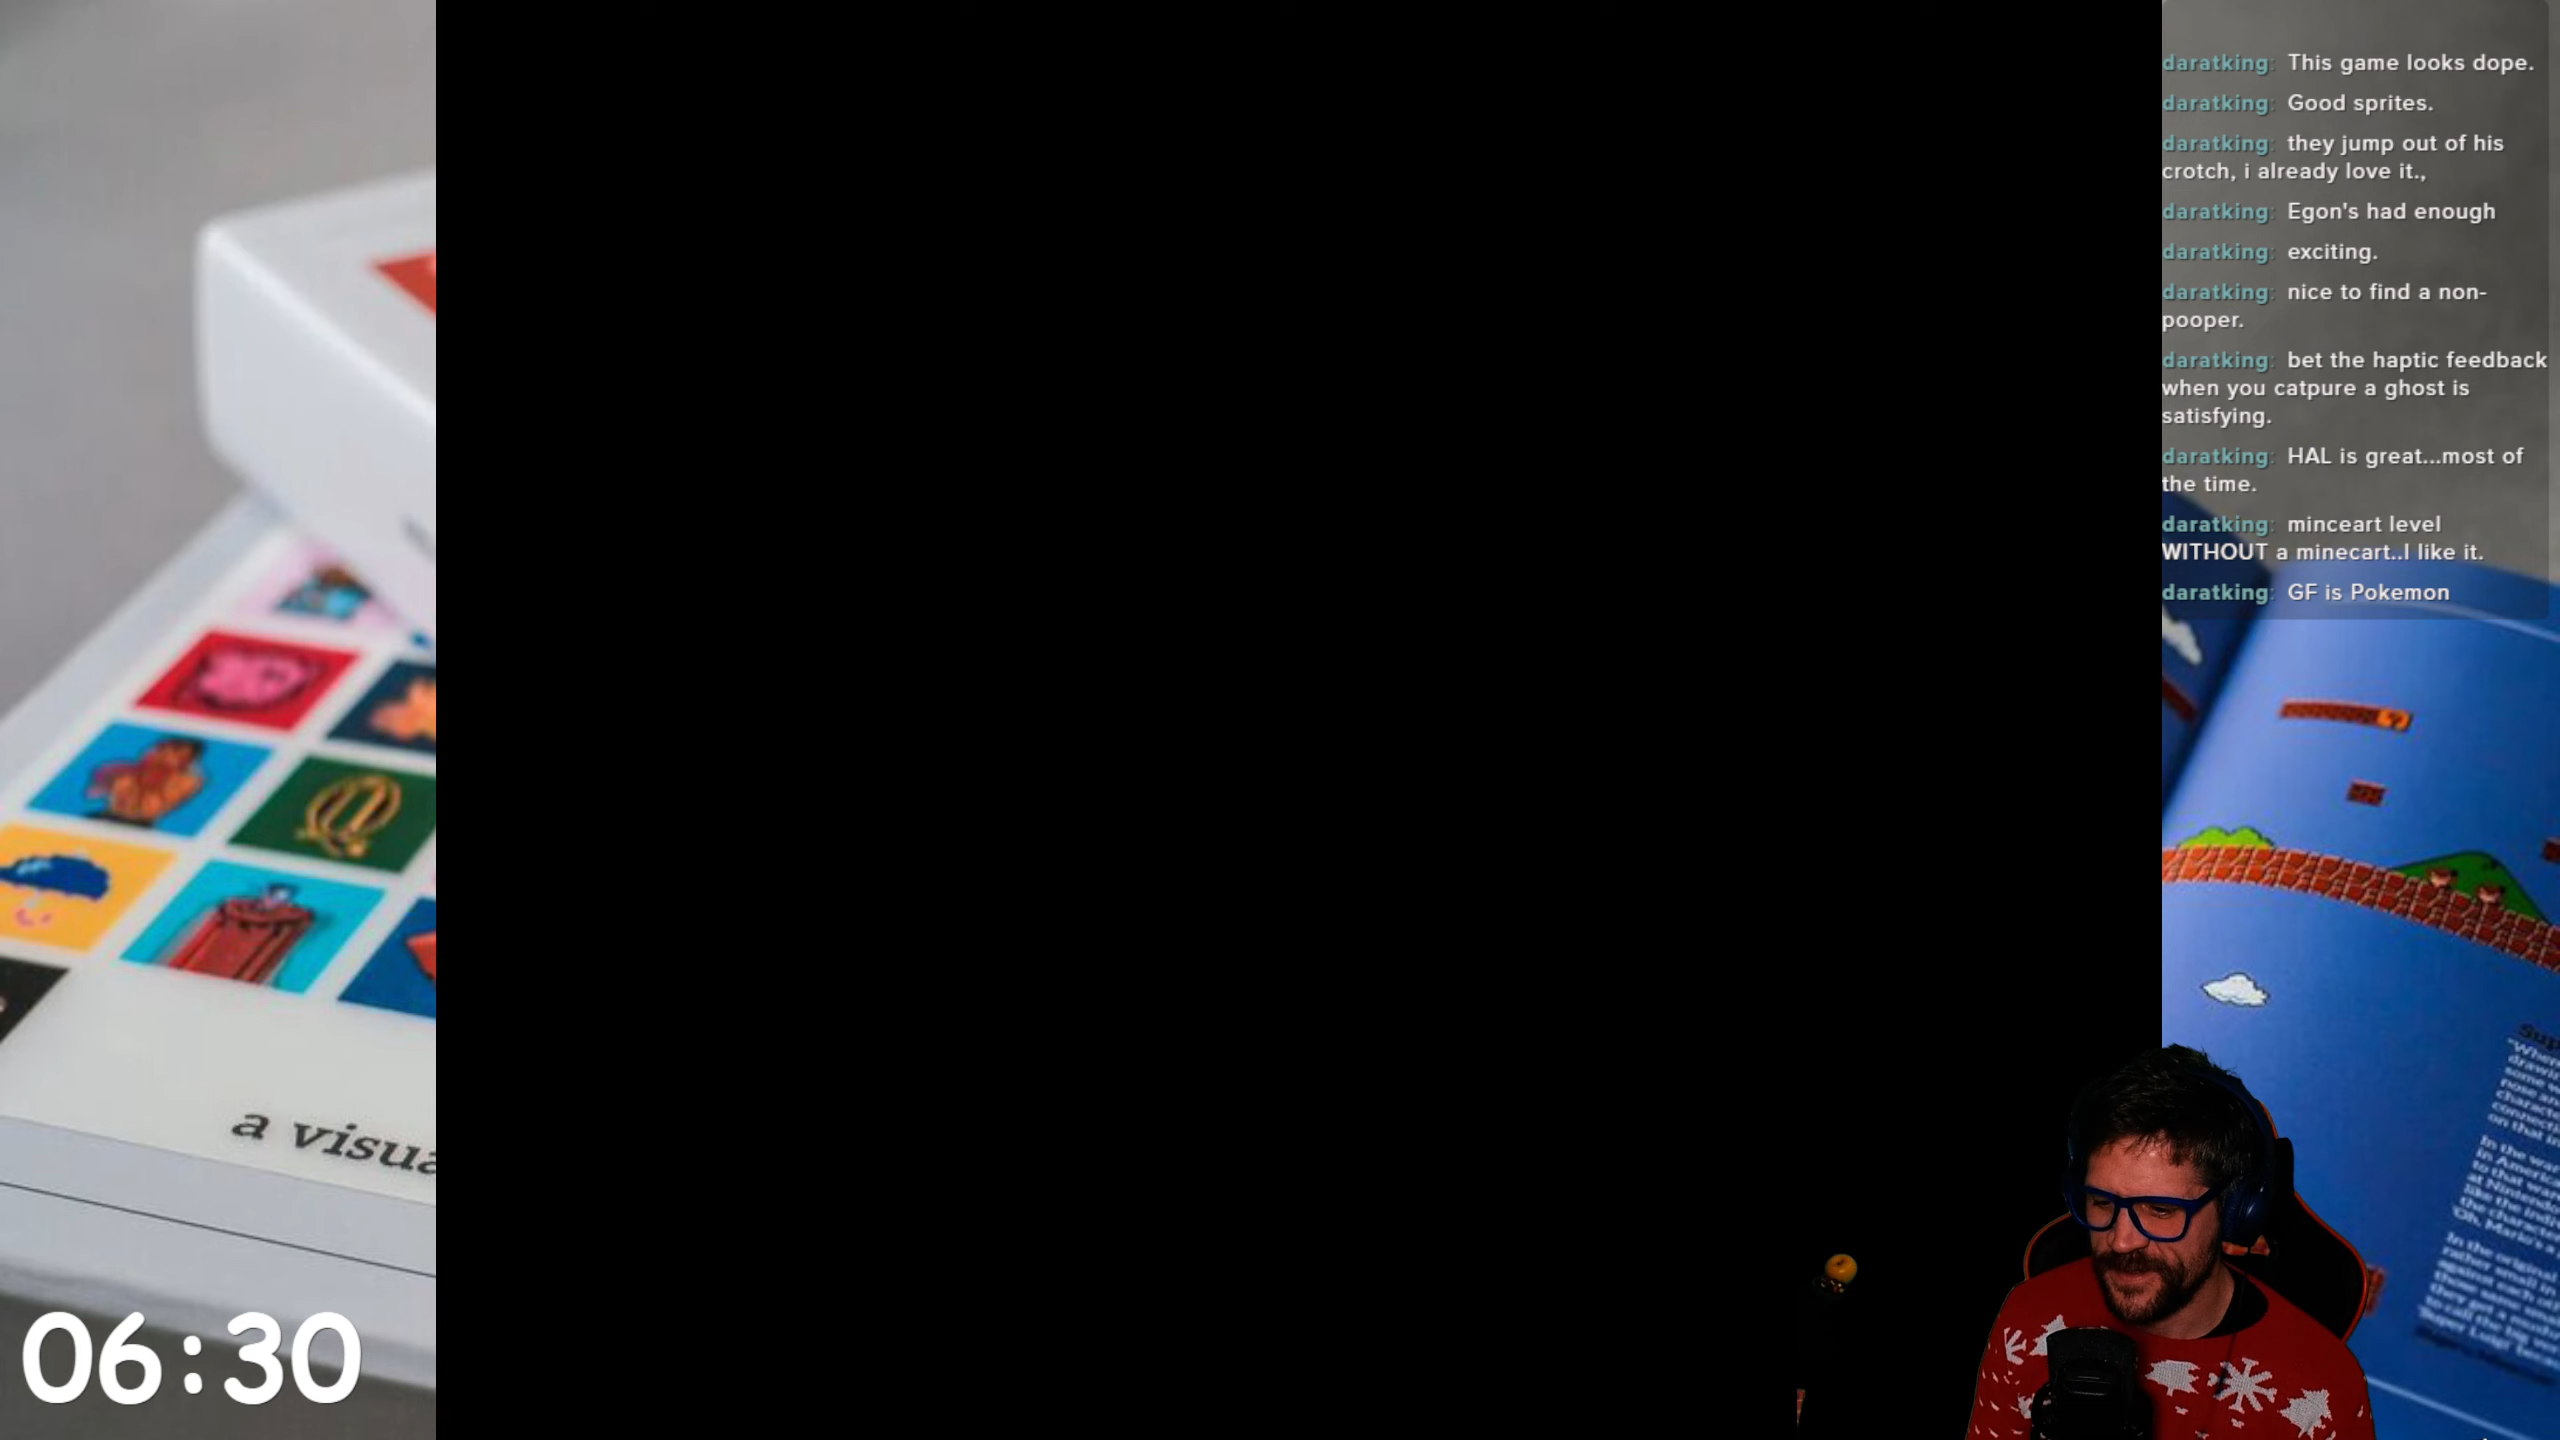 daratking: This game looks dope.
daratking: Good sprites.
daratking: they jump out of his
crotch, i already love it.,
daratking: Egon's had enough
daratking: exciting.
daratking: nice to find a non-
pooper.
daratking: bet the haptic feedback
when you catpure a ghost is
satisfying.
daratking: HAL is great...most of
the time.
daratking: minceart level
WITHOUT a minecart..I like it.
daratking: GF is Pokemon
a visua
06:30